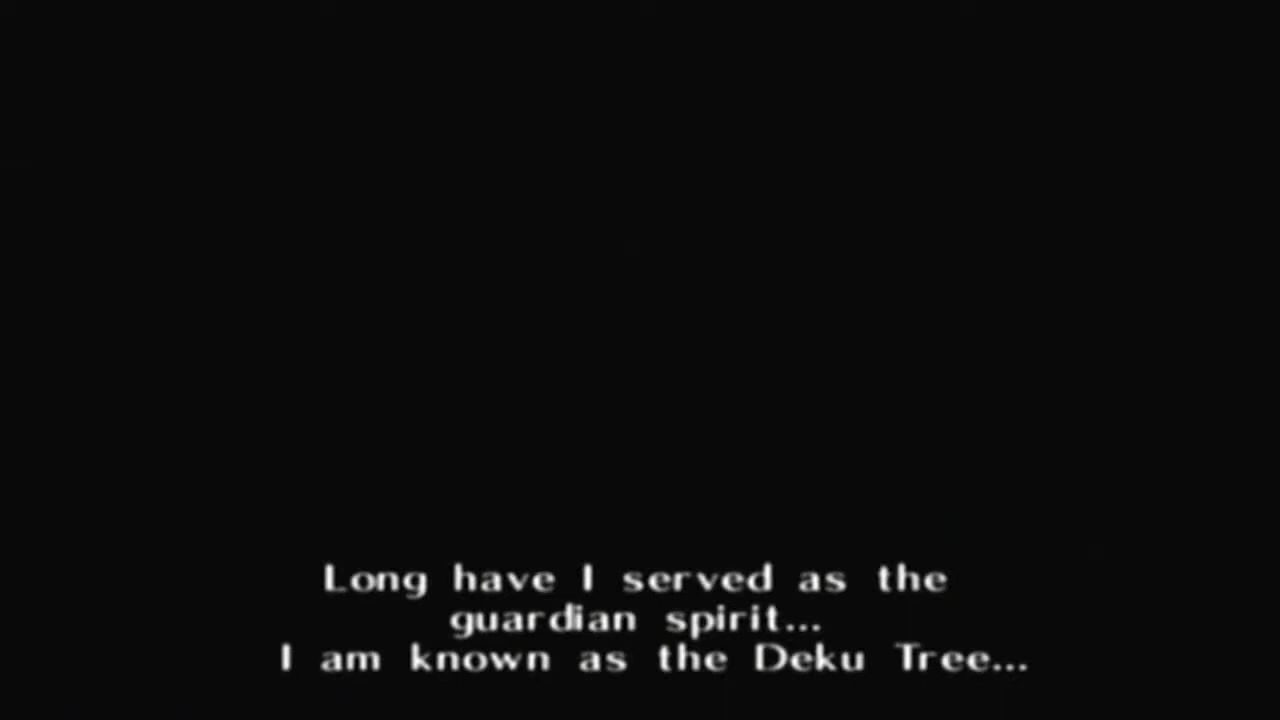 Long have I served as the
guardian spirit...
I am known as the Deku Tree...